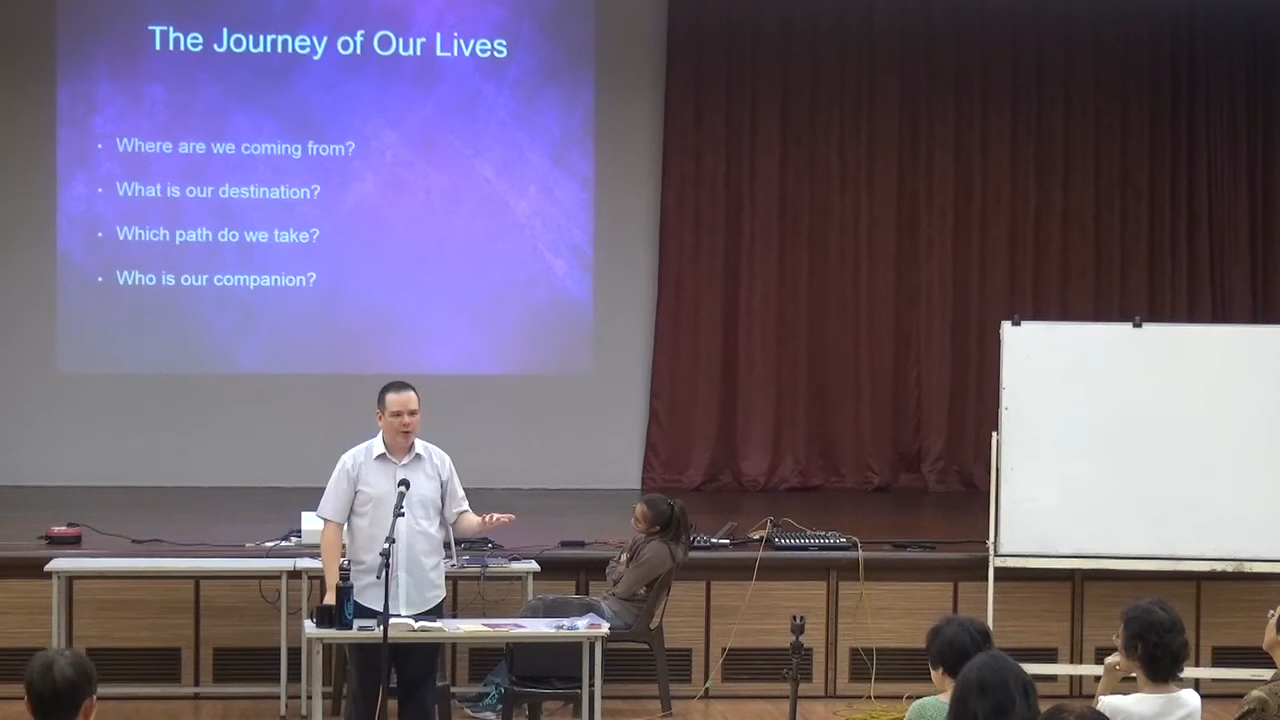 The Journey of Our Lives
• Where are we coming from?
• What is our destination?
• Which path do we take?
• Who is our companion?